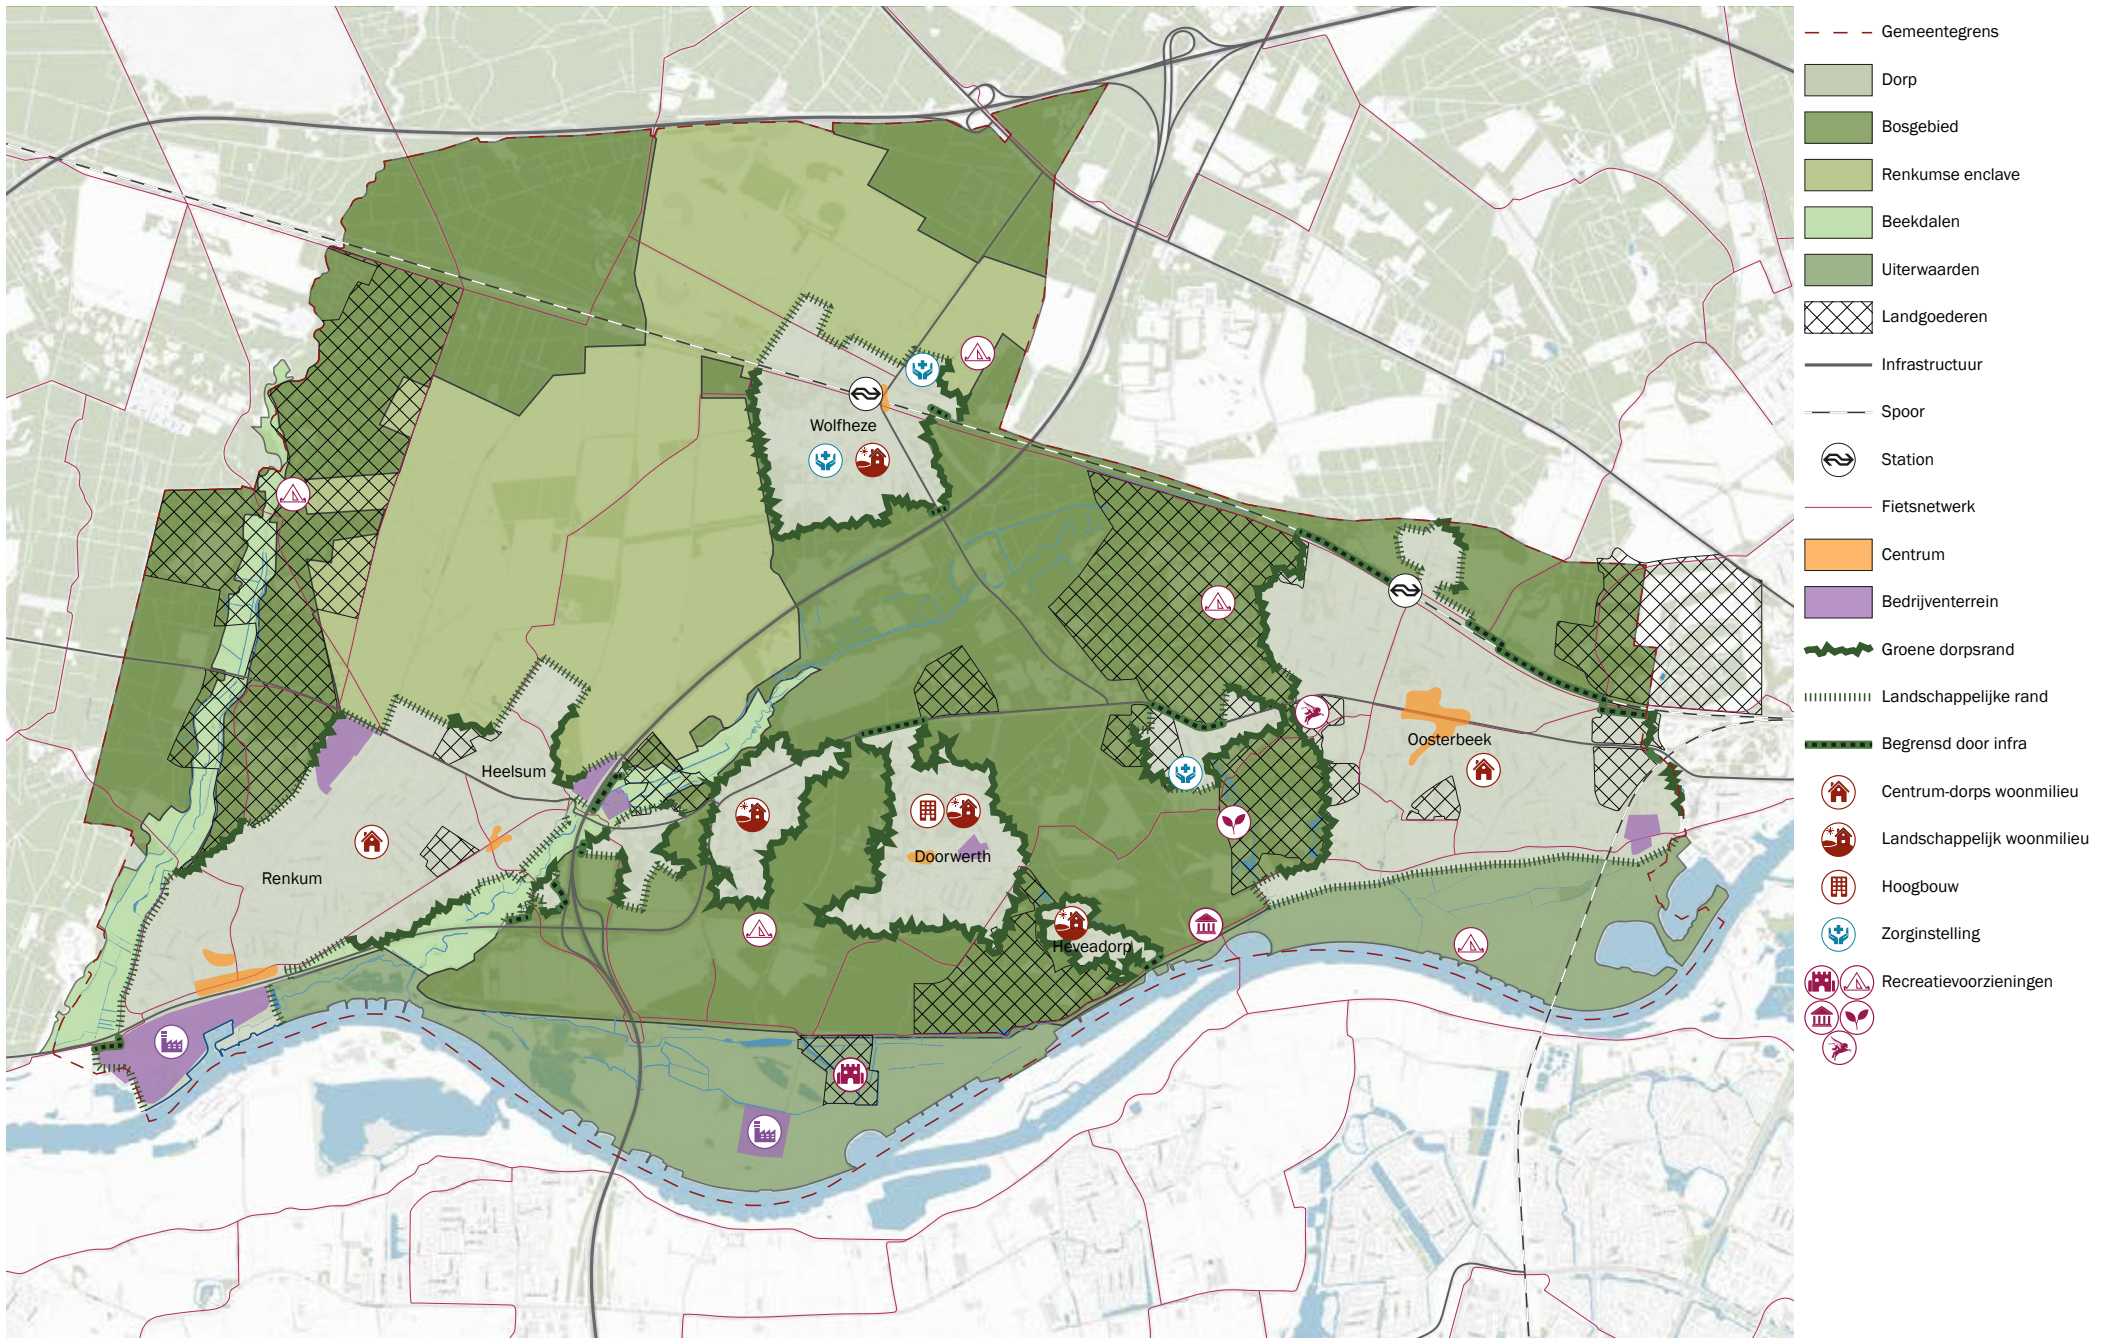 Gemeentegrens
Dorp
Bosgebied
Renkumse enclave
Beekdalen
Uiterwaarden
Landgoederen
Infrastructuur
Spoor
Station
Fietsnetwerk
Centrum
Bedrijventerrein
Groene dorpsrand
Landschappelijke rand
Begrensd door infra
Centrum-dorps woonmilieu
Landschappelijk woonmilieu
Hoogbouw
Zorginstelling
Recreatievoorzieningen
Wolfheze
Oosterbeek
Heelsum
Doorwerth
Renkum
Heveadorp